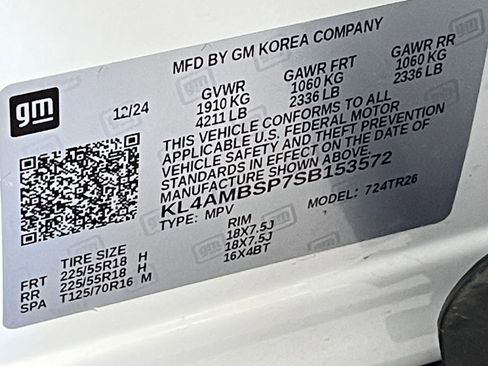 gm
MFD BY GM KOREA COMPANY
12/24
GVWR GAWR FRT GAWR RR
1910 KG 1060 KG 1060 KG
4211 LB 2336 LB 2336 LB
THIS VEHICLE CONFORMS TO ALL
APPLICABLE U.S. FEDERAL MOTOR
VEHICLE SAFETY AND THEFT PREVENTION
STANDARDS IN EFFECT ON THE DATE OF
MANUFACTURE SHOWN ABOVE.
KL4AMBSP7SB153572
TYPE: MPV MODEL: 724TR26
TIRE SIZE RIM
FRT 225/55R18 H 18X7.5J
RR 225/55R18 H 18X7.5J
SPA T125/70R16 M 16X4BT